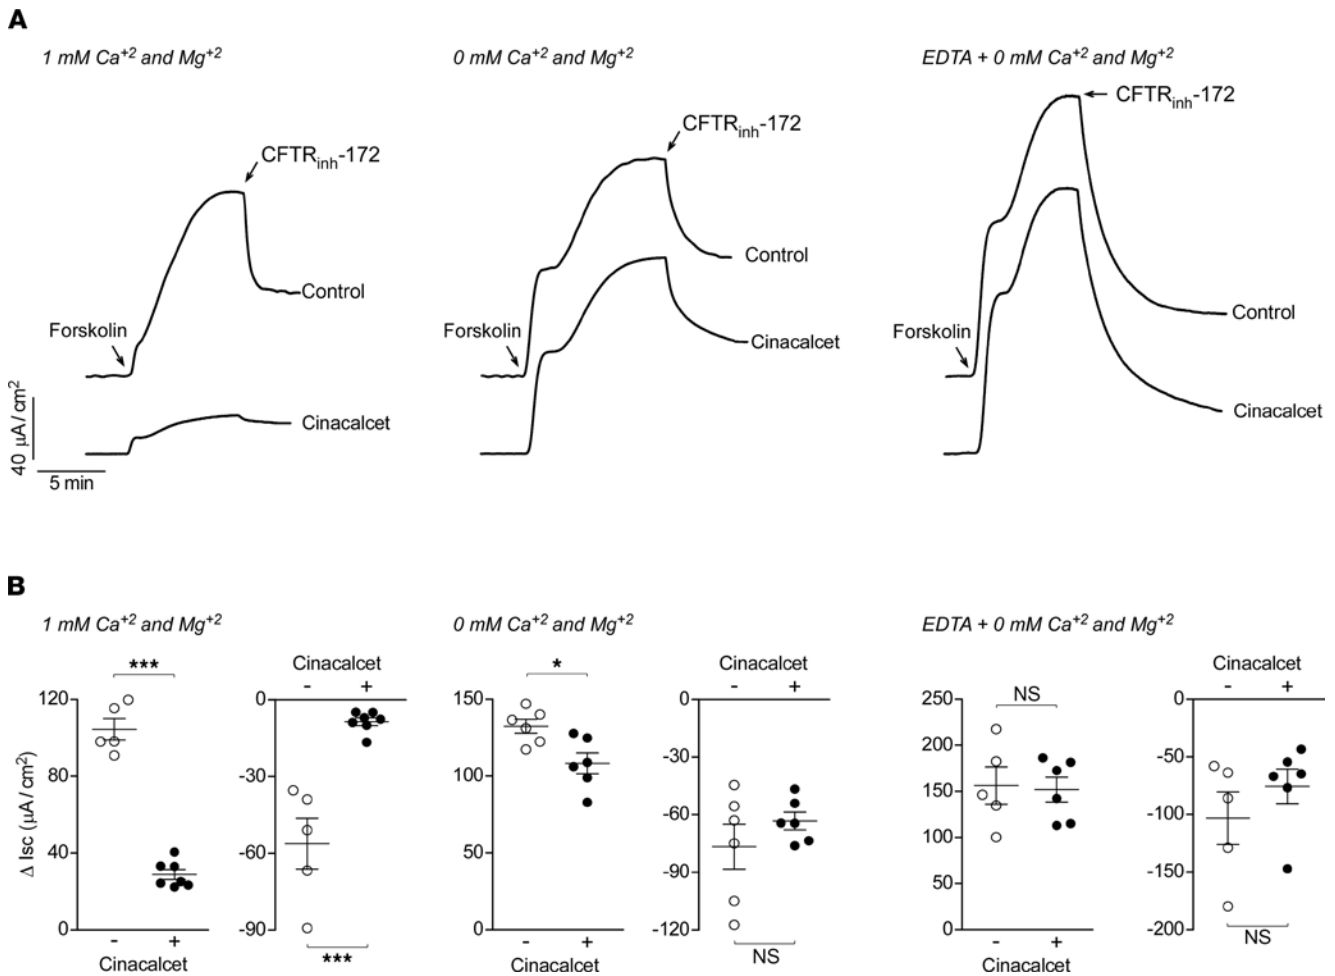 A
1 mM Ca+2 and Mg+2
0 mM Ca+2 and Mg+2
EDTA + 0 mM Ca+2 and Mg+2
CFTRinh-172
CFTRinh-172
CFTRinh-172
Control
Control
Control
Forskolin
Forskolin
Forskolin
Cinacalcet
Cinacalcet
Cinacalcet
40 μA/cm2
5 min
B
1 mM Ca+2 and Mg+2
0 mM Ca+2 and Mg+2
EDTA + 0 mM Ca+2 and Mg+2
Δ Isc (μA/cm2)
***
120
80
40
0
- +
Cinacalcet
Cinacalcet
- +
0
-30
-60
-90
***
*
150
100
50
0
- +
Cinacalcet
Cinacalcet
- +
0
-30
-60
-90
-120
NS
NS
250
200
150
100
50
0
- +
Cinacalcet
Cinacalcet
- +
0
-50
-100
-150
-200
NS